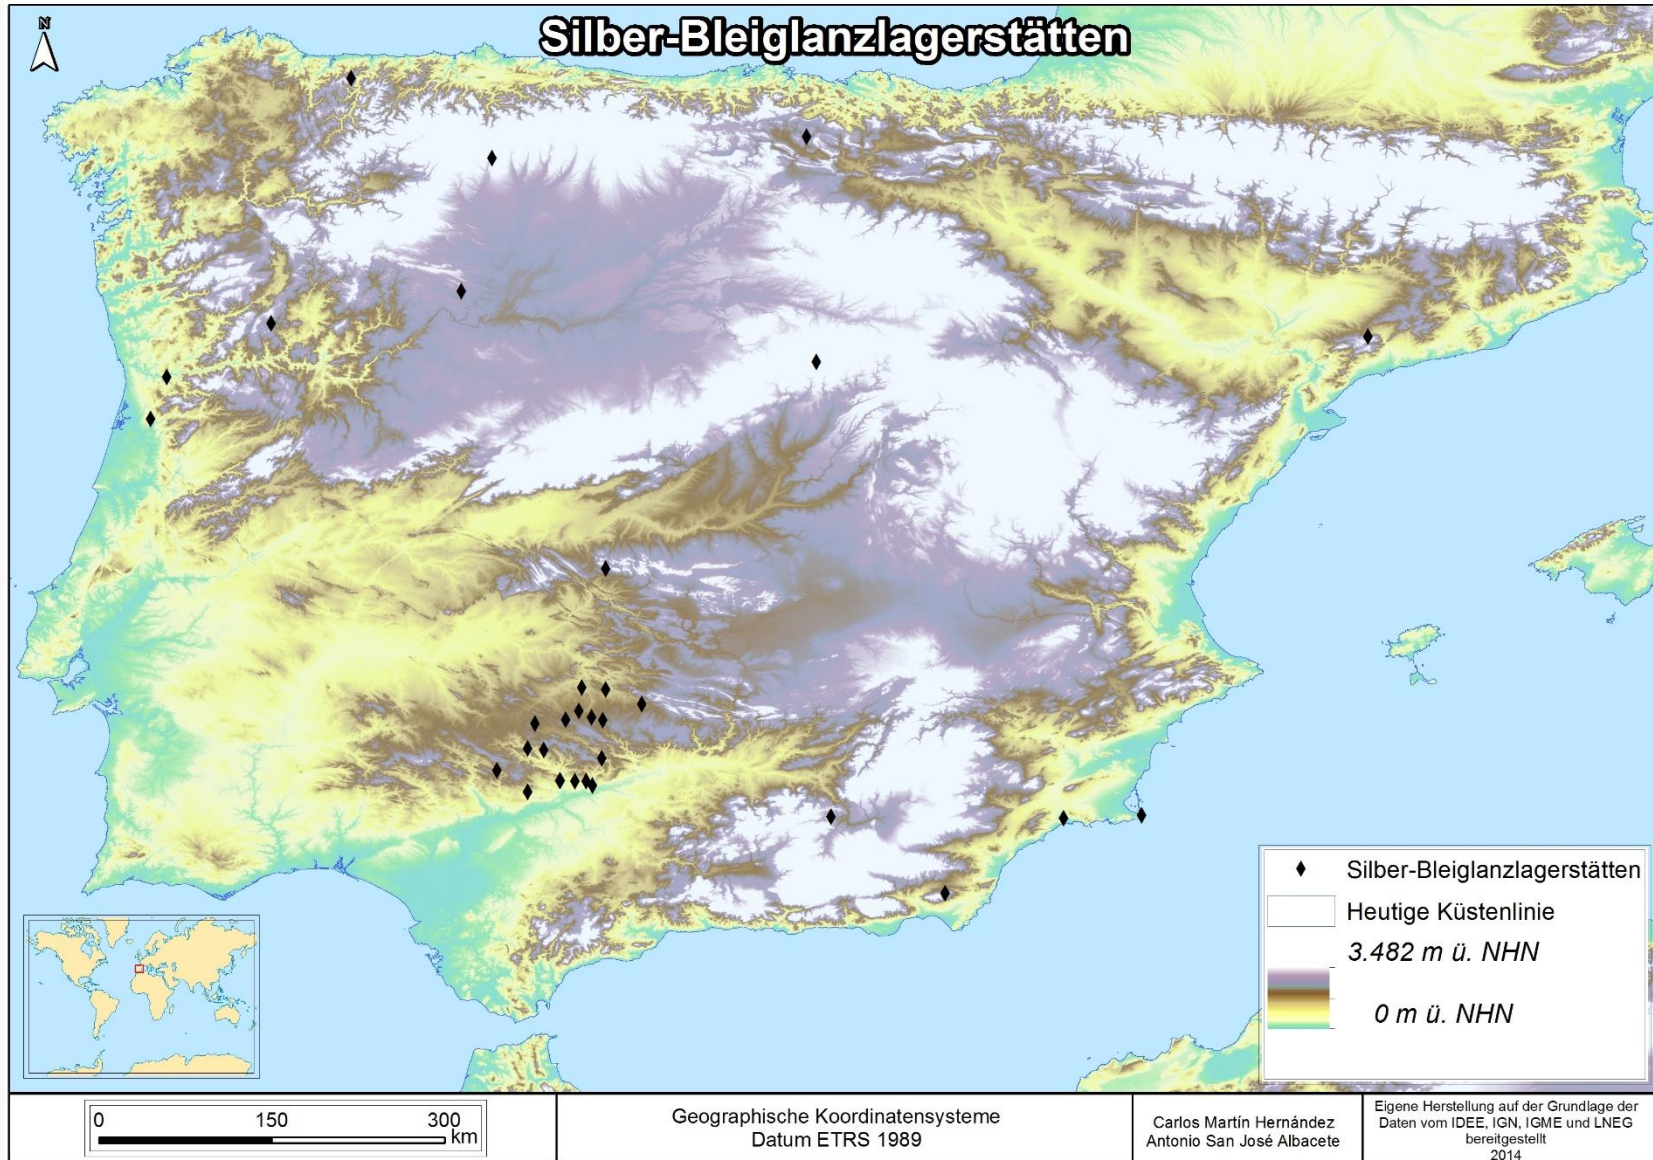 Silber-Bleiglanzlagerstätten
N
Silber-Bleiglanzlagerstätten
Heutige Küstenlinie
3.482 m ü. NHN
0 m ü. NHN
0 150 300
km
Geographische Koordinatensysteme
Datum ETRS 1989
Carlos Martín Hernández
Antonio San José Albacete
Eigene Herstellung auf der Grundlage der
Daten vom IDEE, IGN, IGME und LNEG
bereitgestellt
2014